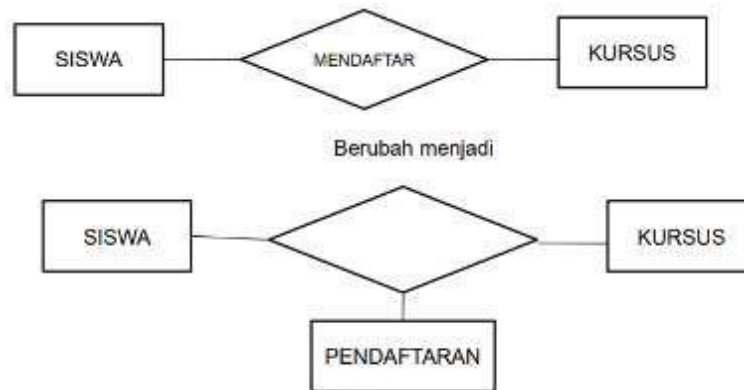 SISWA
MENDAFTAR
KURSUS
Berubah menjadi
SISWA
KURSUS
PENDAFTARAN